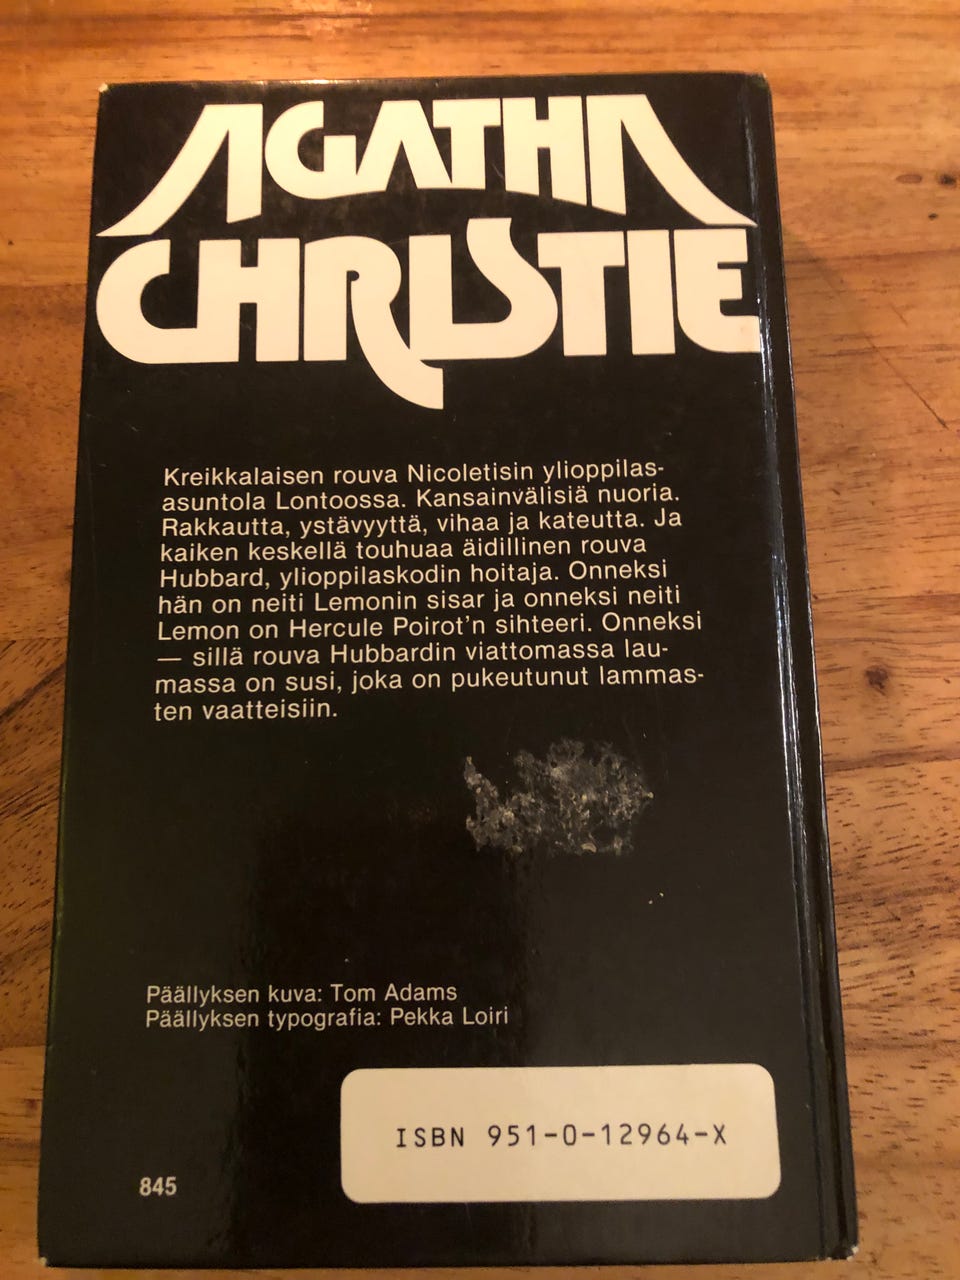 AGATHA
CHRISTIE
Kreikkalaisen rouva Nicoletisin ylioppilas-
asuntola Lontoossa. Kansainvälisiä nuoria.
Rakkautta, ystävyyttä, vihaa ja kateutta. Ja
kaiken keskellä touhuaa äidillinen rouva
Hubbard, ylioppilaskodin hoitaja. Onneksi
hän on neiti Lemonin sisar ja onneksi neiti
Lemon on Hercule Poirot'n sihteeri. Onneksi
— sillä rouva Hubbardin viattomassa lau-
massa on susi, joka on pukeutunut lammas-
ten vaatteisiin.
Päällyksen kuva: Tom Adams
Päällyksen typografia: Pekka Loiri
ISBN 951-0-12964-X
845